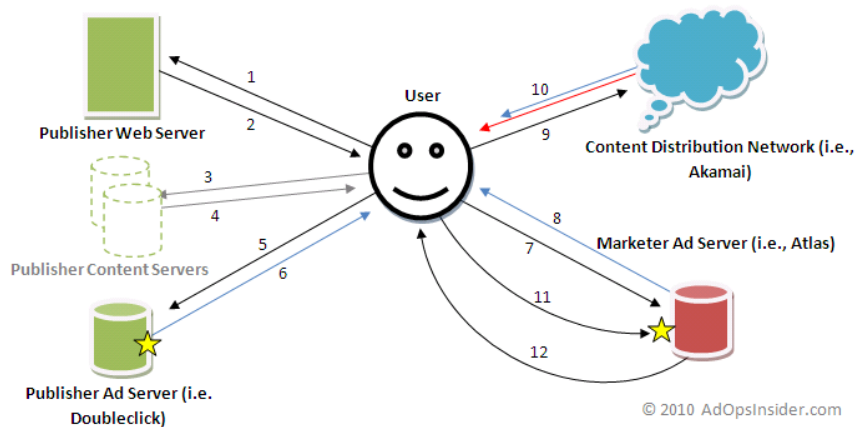 User
1
2
Publisher Web Server
3
4
Publisher Content Servers
5
6
Publisher Ad Server (i.e.
Doubleclick)
10
9
Content Distribution Network (i.e.,
Akamai)
8
7
Marketer Ad Server (i.e., Atlas)
11
12
© 2010 AdOpsInsider.com